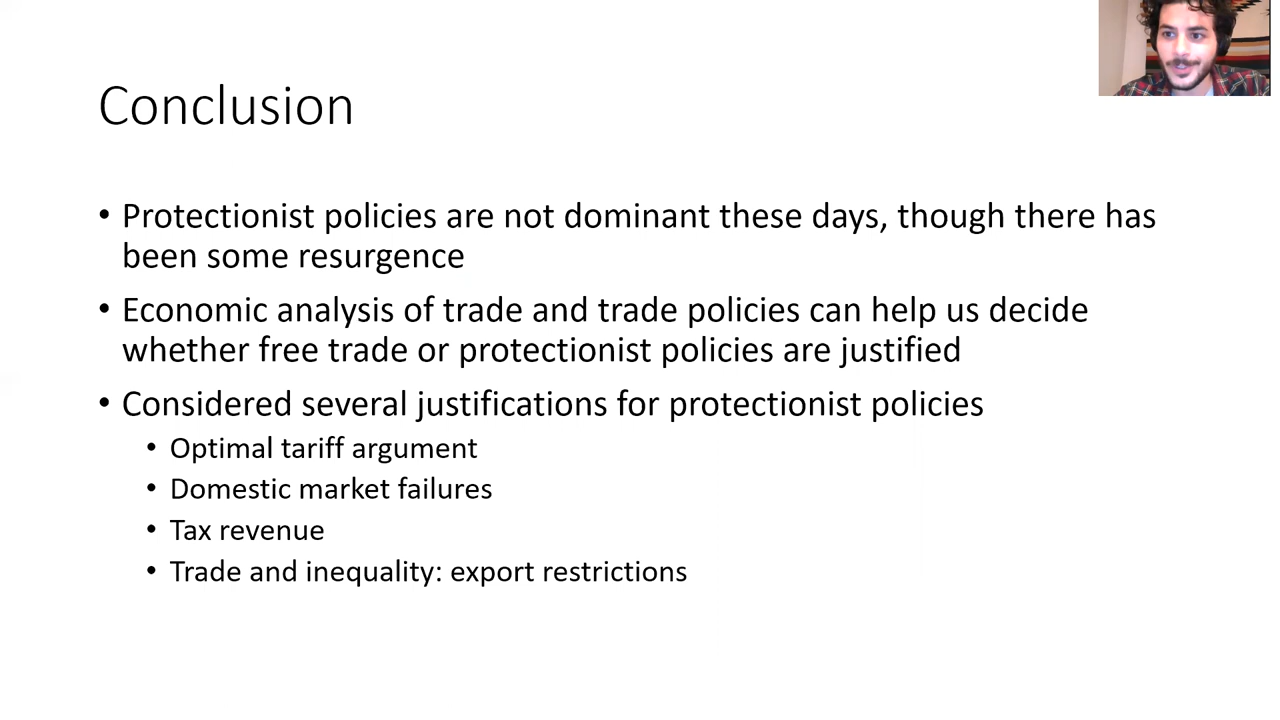 Conclusion
• Protectionist policies are not dominant these days, though there has
been some resurgence
• Economic analysis of trade and trade policies can help us decide
whether free trade or protectionist policies are justified
• Considered several justifications for protectionist policies
• Optimal tariff argument
• Domestic market failures
• Tax revenue
• Trade and inequality: export restrictions